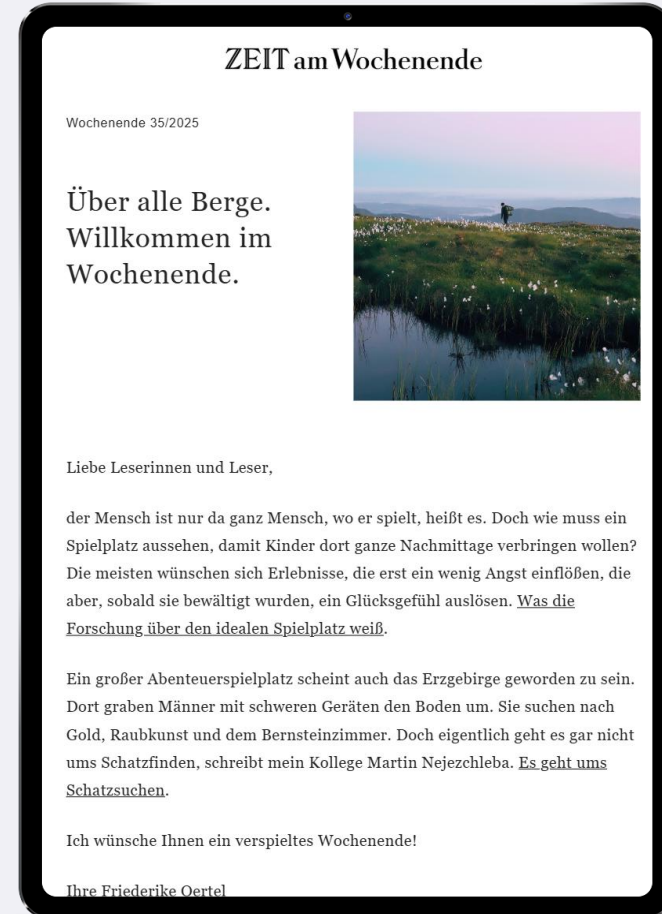 ZEIT am Wochenende
Wochenende 35/2025
Über alle Berge.
Willkommen im
Wochenende.
Liebe Leserinnen und Leser,
der Mensch ist nur da ganz Mensch, wo er spielt, heißt es. Doch wie muss ein
Spielplatz aussehen, damit Kinder dort ganze Nachmittage verbringen wollen?
Die meisten wünschen sich Erlebnisse, die erst ein wenig Angst einflößen, die
aber, sobald sie bewältigt wurden, ein Glücksgefühl auslösen. Was die
Forschung über den idealen Spielplatz weiß.
Ein großer Abenteuerspielplatz scheint auch das Erzgebirge geworden zu sein.
Dort graben Männer mit schweren Geräten den Boden um. Sie suchen nach
Gold, Raubkunst und dem Bernsteinzimmer. Doch eigentlich geht es gar nicht
ums Schatzfinden, schreibt mein Kollege Martin Nejezchleba. Es geht ums
Schatzsuchen.
Ich wünsche Ihnen ein verspieltes Wochenende!
Ihre Friederike Oertel